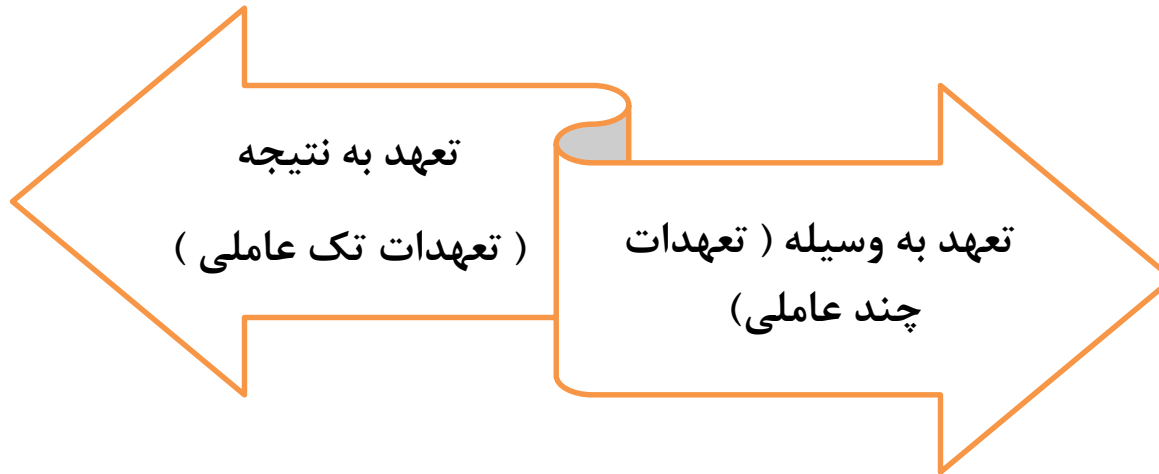 تعهد به نتیجه
( تعهدات تک عاملی )
تعهد به وسیله ( تعهدات
چند عاملی)